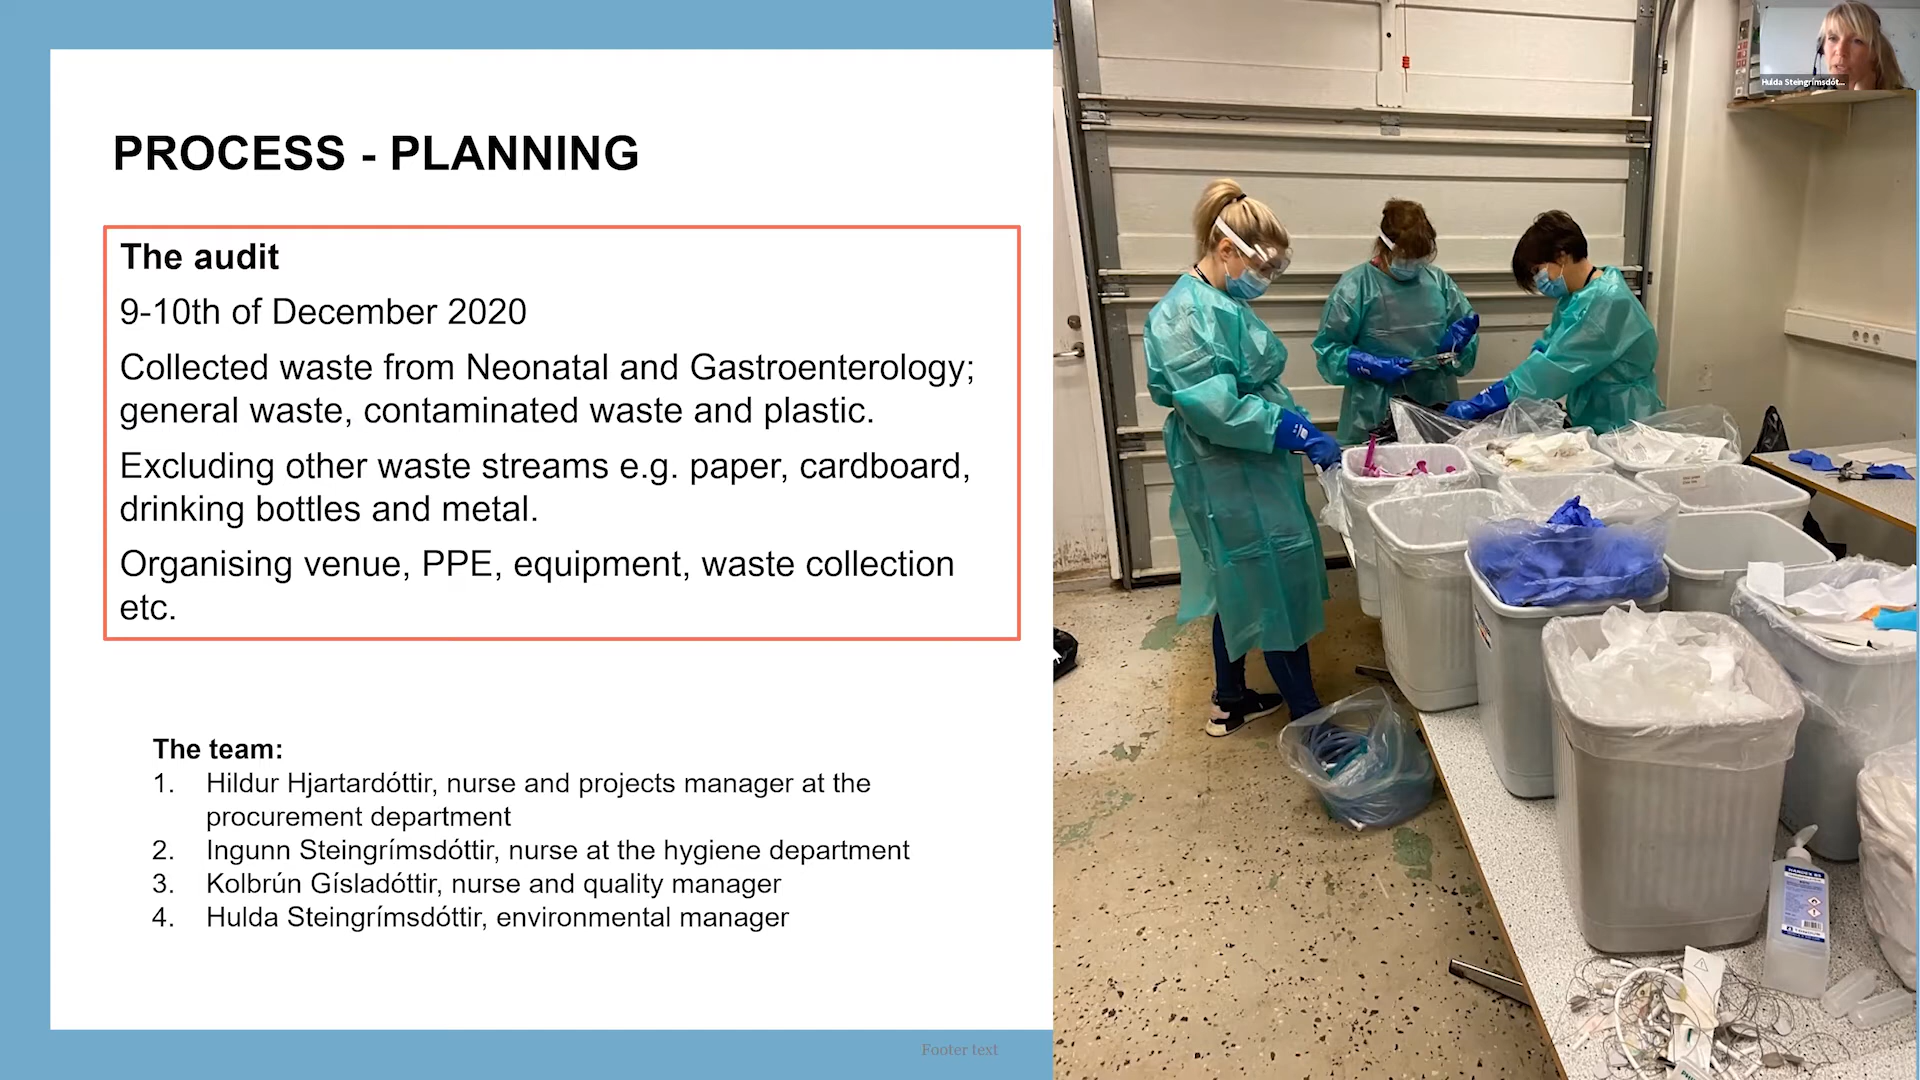 PROCESS - PLANNING
The audit
9-10th of December 2020
Collected waste from Neonatal and Gastroenterology;
general waste, contaminated waste and plastic.
Excluding other waste streams e.g. paper, cardboard,
drinking bottles and metal.
Organising venue, PPE, equipment, waste collection
etc.
The team:
1. Hildur Hjartardóttir, nurse and projects manager at the
procurement department
2. Ingunn Steingrímsdóttir, nurse at the hygiene department
3. Kolbrún Gísladóttir, nurse and quality manager
4. Hulda Steingrímsdóttir, environmental manager
Footer text
Hulda Steingrímsdót...